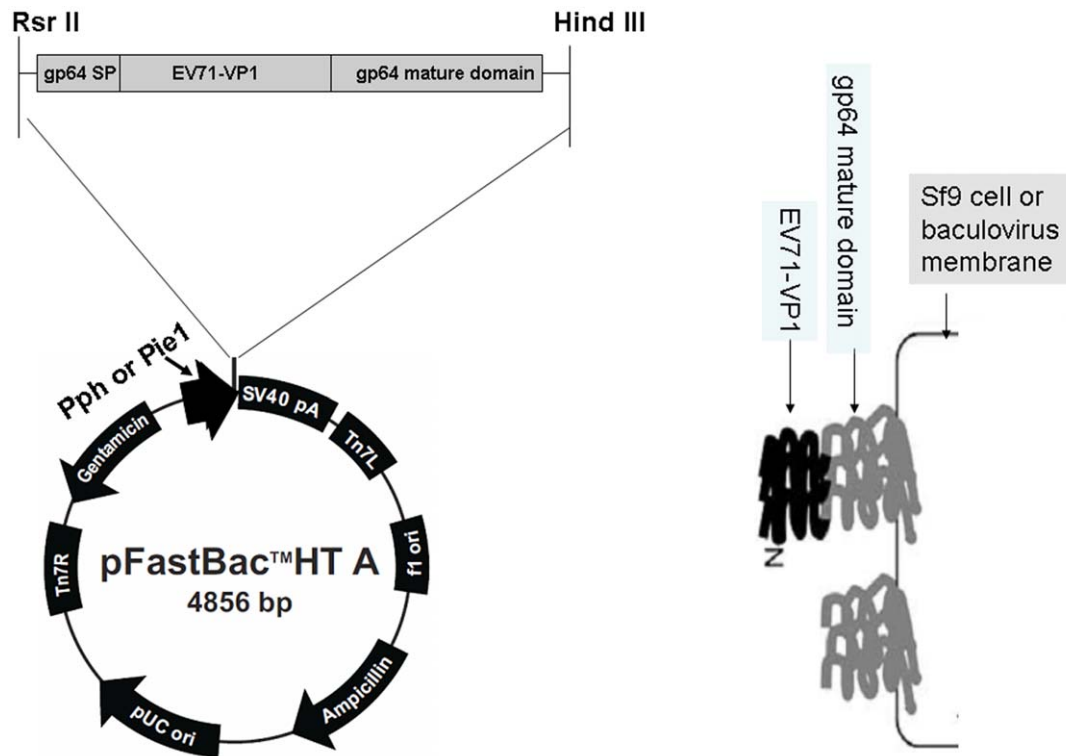 Rsr II
Hind III
gp64 SP
EV71-VP1
gp64 mature domain
Pph or Pie1
SV40 pA
Tn7L
f1 ori
Ampicillin
pUC ori
Tn7R
Gentamicin
pFastBac™HT A
4856 bp
EV71-VP1
gp64 mature domain
Sf9 cell or
baculovirus
membrane
N